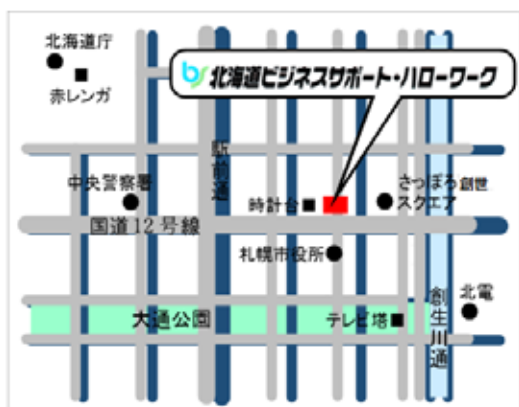 北海道庁
赤レンガ
bs 北海道ビジネスサポート・ハローワーク
駅前通
中央警察署
時計台
さっぽろ創世
スクエア
国道12号線
札幌市役所
大通公園
テレビ塔
創生川通
北電